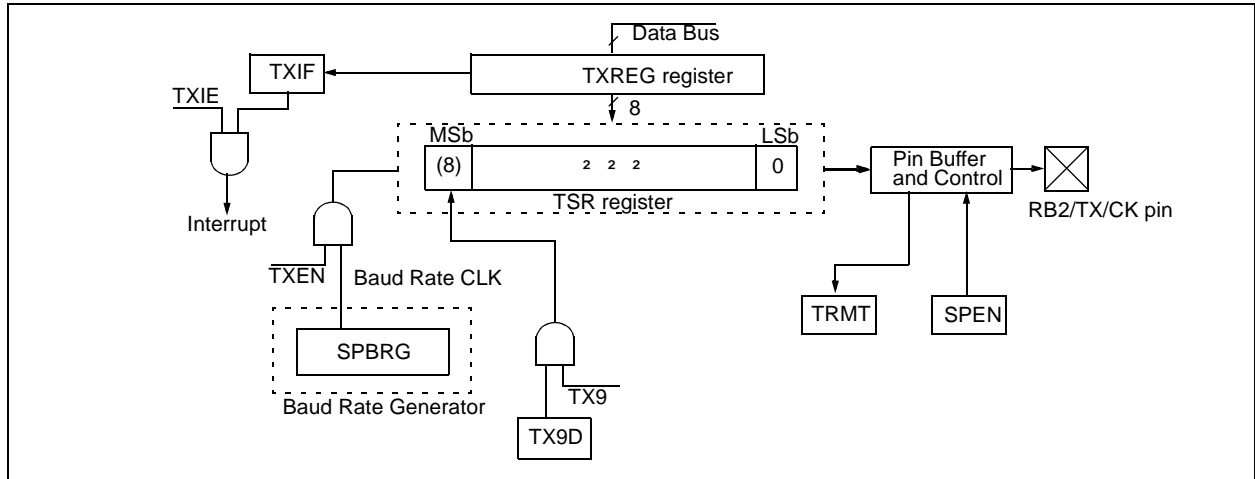 Data Bus
TXIF
TXREG register
TXIE
8
MSb
LSb
(8)
² ² ²
0
Pin Buffer
and Control
TSR register
Interrupt
RB2/TX/CK pin
TXEN
Baud Rate CLK
TRMT
SPEN
SPBRG
TX9
Baud Rate Generator
TX9D